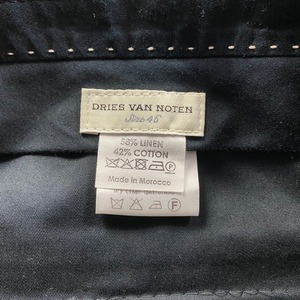 DRIES VAN NOTEN
Size 46
58% LINEN
42% COTTON
P
Made in Morocco
F